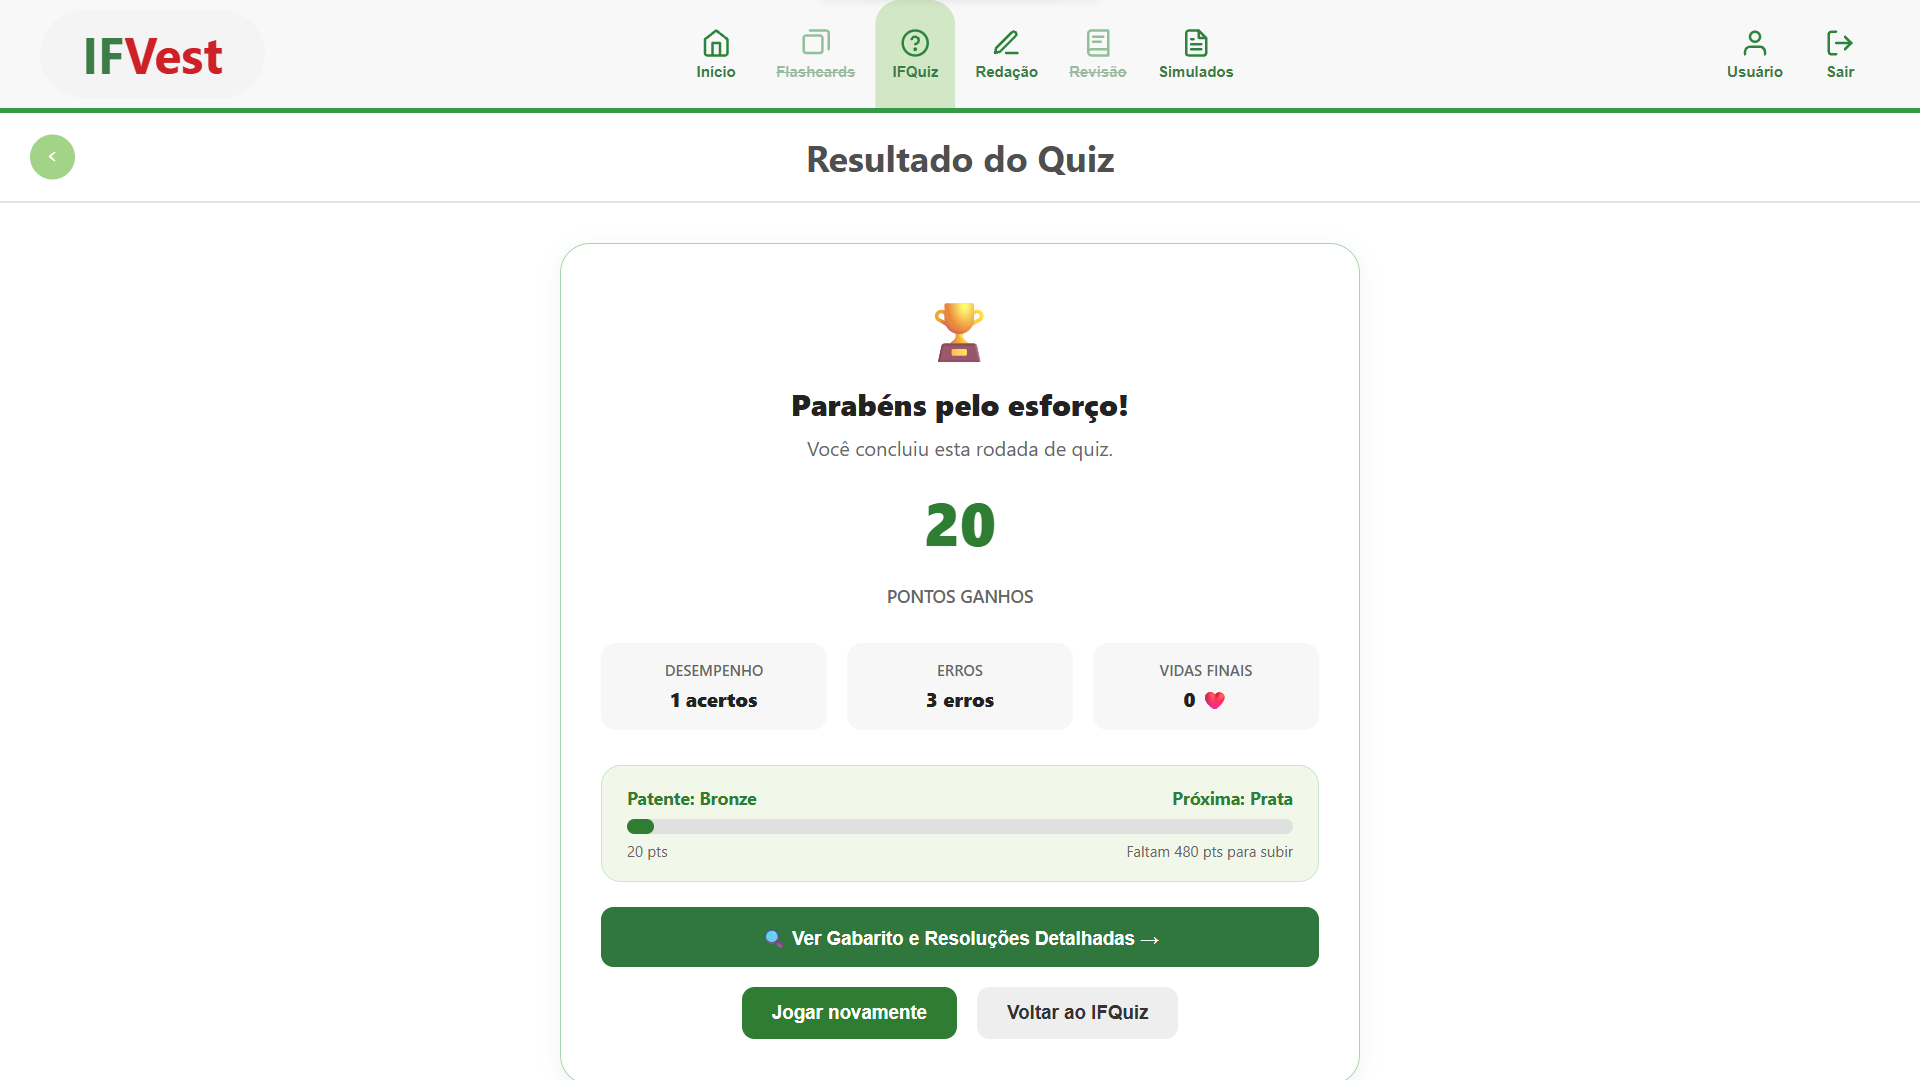 IFVest
Início
Flashcards
IFQuiz
Redação
Revisão
Simulados
Usuário
Sair
Resultado do Quiz
Parabéns pelo esforço!
Você concluiu esta rodada de quiz.
20
PONTOS GANHOS
DESEMPENHO
1 acertos
ERROS
3 erros
VIDAS FINAIS
0
Patente: Bronze
Próxima: Prata
20 pts
Faltam 480 pts para subir
Ver Gabarito e Resoluções Detalhadas →
Jogar novamente
Voltar ao IFQuiz